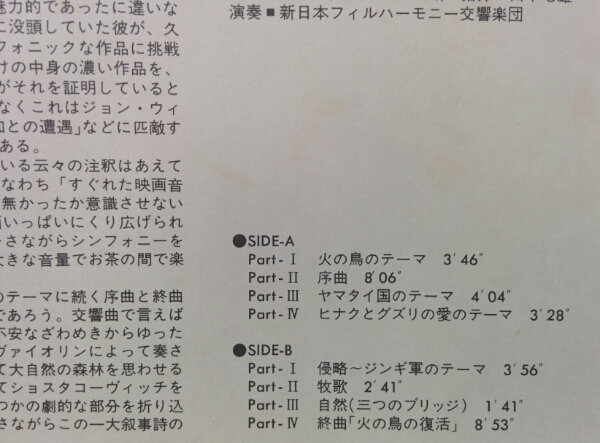 魅力的であったに違いな
に没頭していた彼が、久
フォニックな作品に挑戦
けの中身の濃い作品を、
がそれを証明していると
なくこれはジョン・ウィ
知との遭遇」などに匹敵す
ある。
いる云々の注釈はあえて
なわち「すぐれた映画音
無かったか意識させない
いっぱいにくり広げられ
さながらシンフォニーを
大きな音量でお茶の間で楽
のテーマに続く序曲と終曲
であろう。交響曲で言えば
不安なざわめきからゆった
ヴァイオリンによって奏さ
て大自然の森林を思わせる
てショスタコーヴィッチを
つかの劇的な部分を折り込
さながらこの一大叙事詩の
演奏■新日本フィルハーモニー交響楽団
●SIDE-A
Part-Ⅰ 火の鳥のテーマ 3′46″
Part-Ⅱ 序曲 8′06″
Part-Ⅲ ヤマタイ国のテーマ 4′04″
Part-Ⅳ ヒナクとグズリの愛のテーマ 3′28″
●SIDE-B
Part-Ⅰ 侵略～ジンギ軍のテーマ 3′56″
Part-Ⅱ 牧歌 2′41″
Part-Ⅲ 自然(三つのブリッジ) 1′41″
Part-Ⅳ 終曲「火の鳥の復活」 8′53″